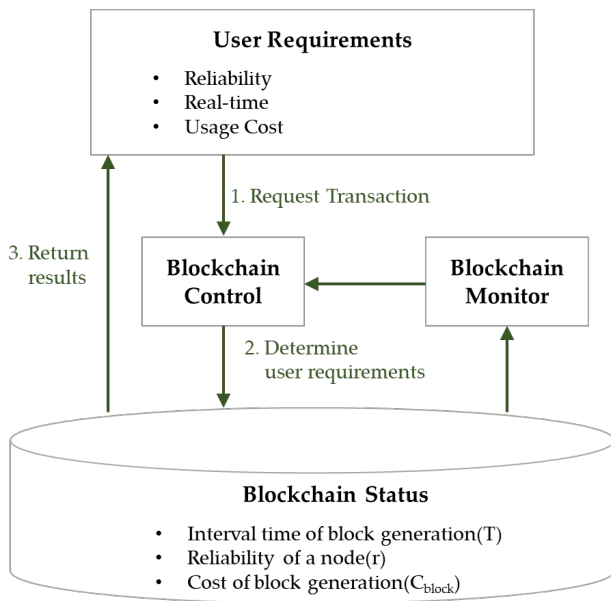 User Requirements
• Reliability
• Real-time
• Usage Cost
1. Request Transaction
3. Return
results
Blockchain
Control
Blockchain
Monitor
2. Determine
user requirements
Blockchain Status
• Interval time of block generation(T)
• Reliability of a node(r)
• Cost of block generation(C_block)